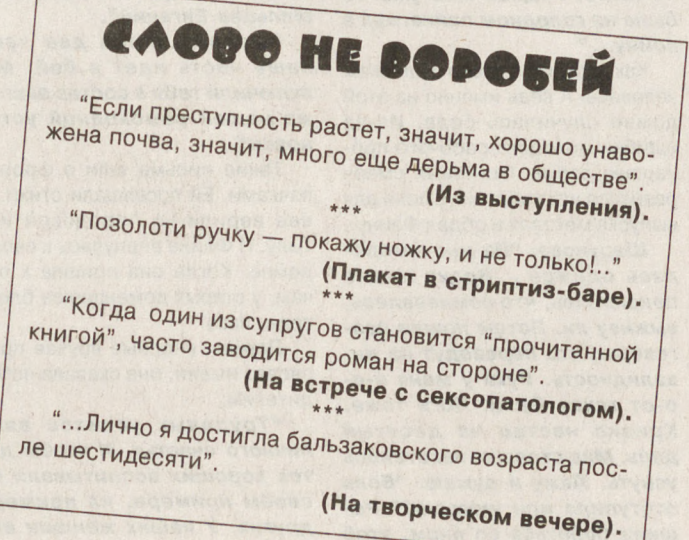 СЛОВО НЕ ВОРОБЕЙ
“Если преступность растет, значит, хорошо унаво-
жена почва, значит, много еще дерьма в обществе”.
(Из выступления).
***
“Позолоти ручку — покажу ножку, и не только!..”
(Плакат в стриптиз-баре).
***
“Когда один из супругов становится “прочитанной
книгой”, часто заводится роман на стороне”.
(На встрече с сексопатологом).
***
“...Лично я достигла бальзаковского возраста пос-
ле шестидесяти”.
(На творческом вечере).